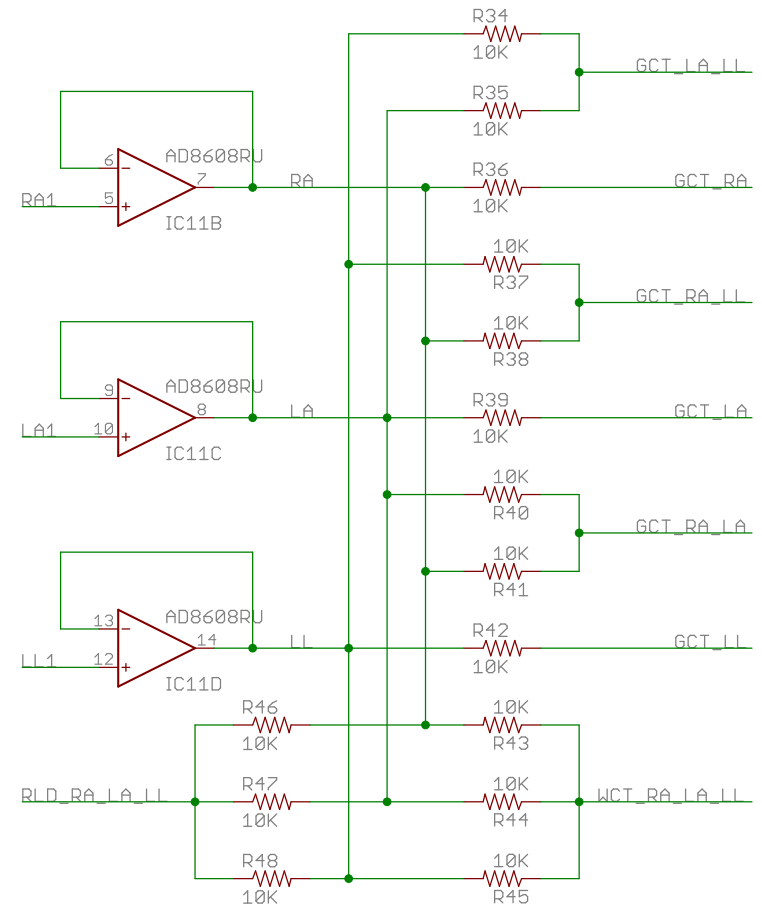 R34
10K
GCT_LA_LL
R35
10K
AD8608RU
6
7
RA
R36
GCT_RA
RA1
5
10K
IC11B
10K
R37
GCT_RA_LL
10K
R38
AD8608RU
9
8
LA
R39
GCT_LA
LA1
10
10K
IC11C
10K
R40
GCT_RA_LA
10K
R41
AD8608RU
13
14
LL
R42
GCT_LL
LL1
12
10K
IC11D
R46
10K
10K
R43
R47
10K
RLD_RA_LA_LL
WCT_RA_LA_LL
10K
R44
R48
10K
10K
R45